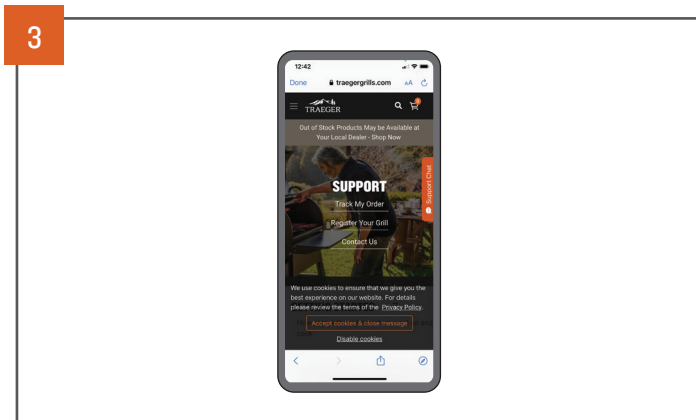 3
12:42
Done
traegergrills.com
AA
TRAEGER
Out of Stock Products May be Available at
Your Local Dealer - Shop Now
Support Chat
SUPPORT
Track My Order
Register Your Grill
Contact Us
We use cookies to ensure that we give you the
best experience on our website. For details
please review the terms of the Privacy Policy.
Accept cookies & close message
Disable cookies